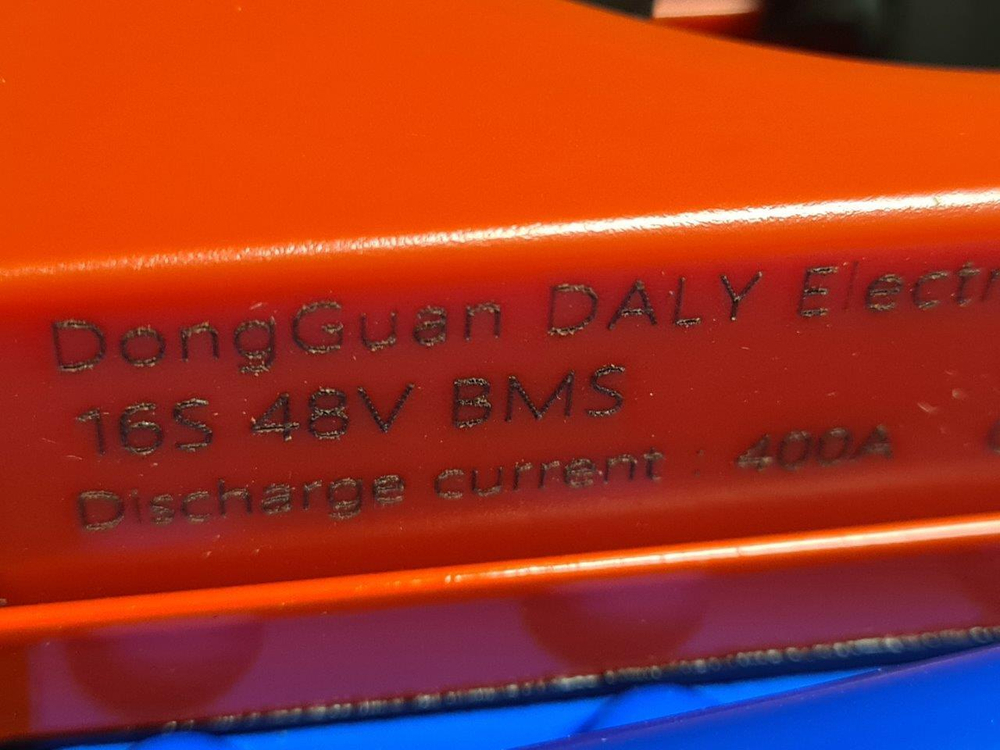 DongGuan DALY Electr
16S 48V BMS
Discharge current : 400A